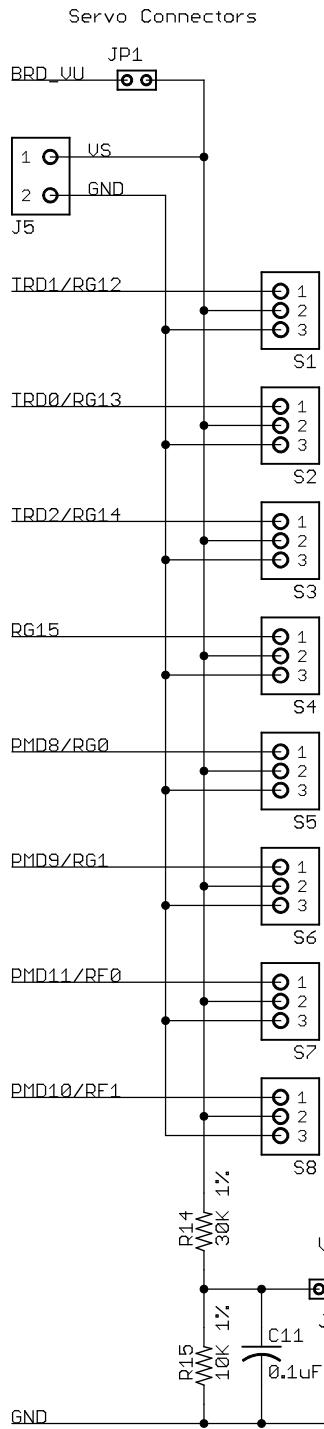 Servo Connectors
JP1
BRD_VU
1 VS
2 GND
J5
TRD1/RG12
1
2
3
S1
TRD0/RG13
1
2
3
S2
TRD2/RG14
1
2
3
S3
RG15
1
2
3
S4
PMD8/RG0
1
2
3
S5
PMD9/RG1
1
2
3
S6
PMD11/RF0
1
2
3
S7
PMD10/RF1
1
2
3
S8
R14
30K 1%
R15
10K 1%
C11
0.1uF
GND